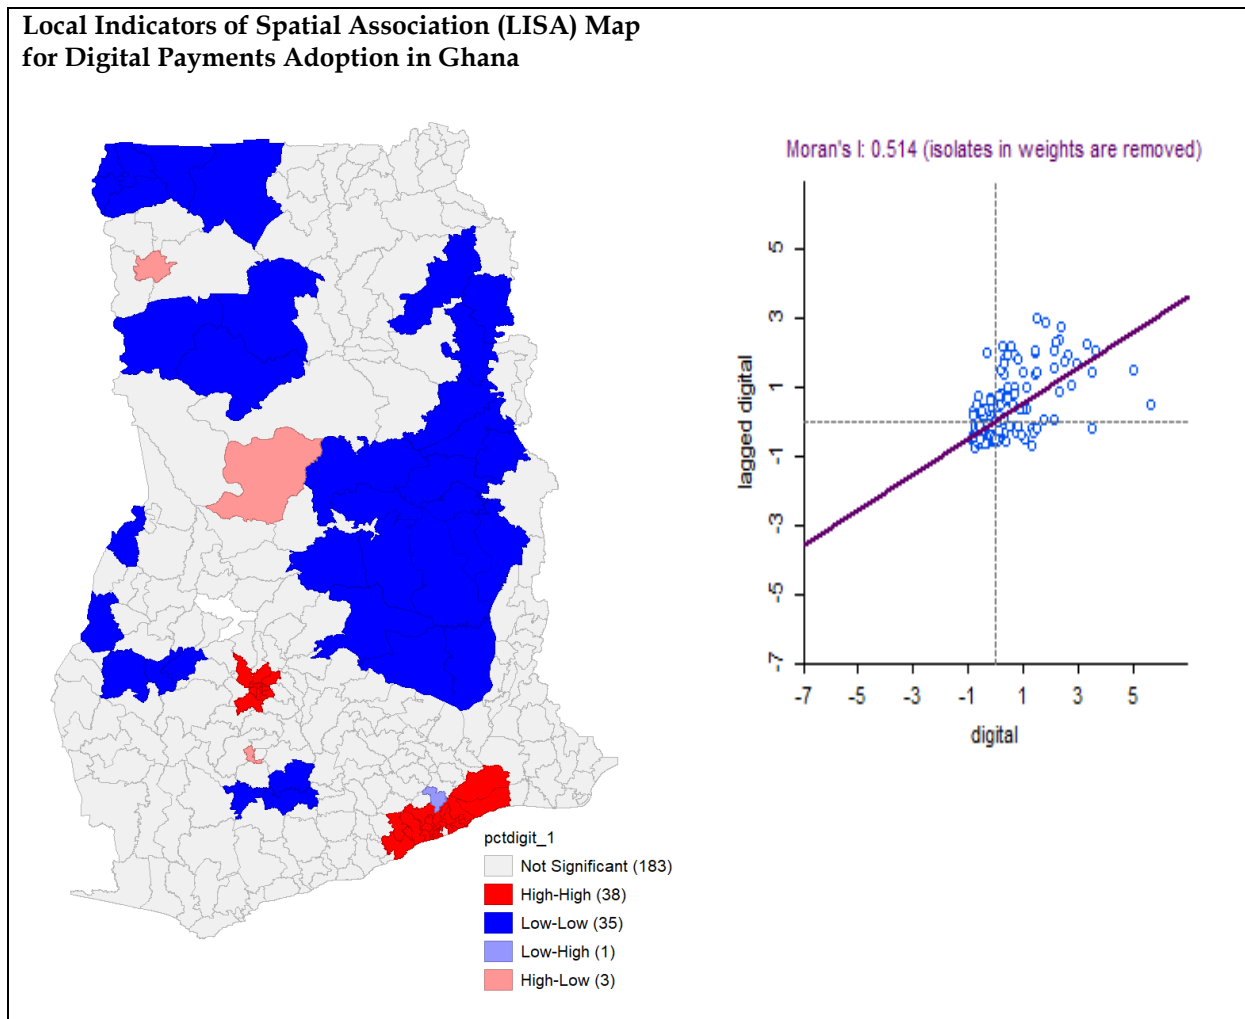 Local Indicators of Spatial Association (LISA) Map
for Digital Payments Adoption in Ghana
Moran's I: 0.514 (isolates in weights are removed)
5
3
1
-1
-3
-5
-7
lagged digital
-7
-5
-3
-1
1
3
5
digital
pctdigit_1
Not Significant (183)
High-High (38)
Low-Low (35)
Low-High (1)
High-Low (3)